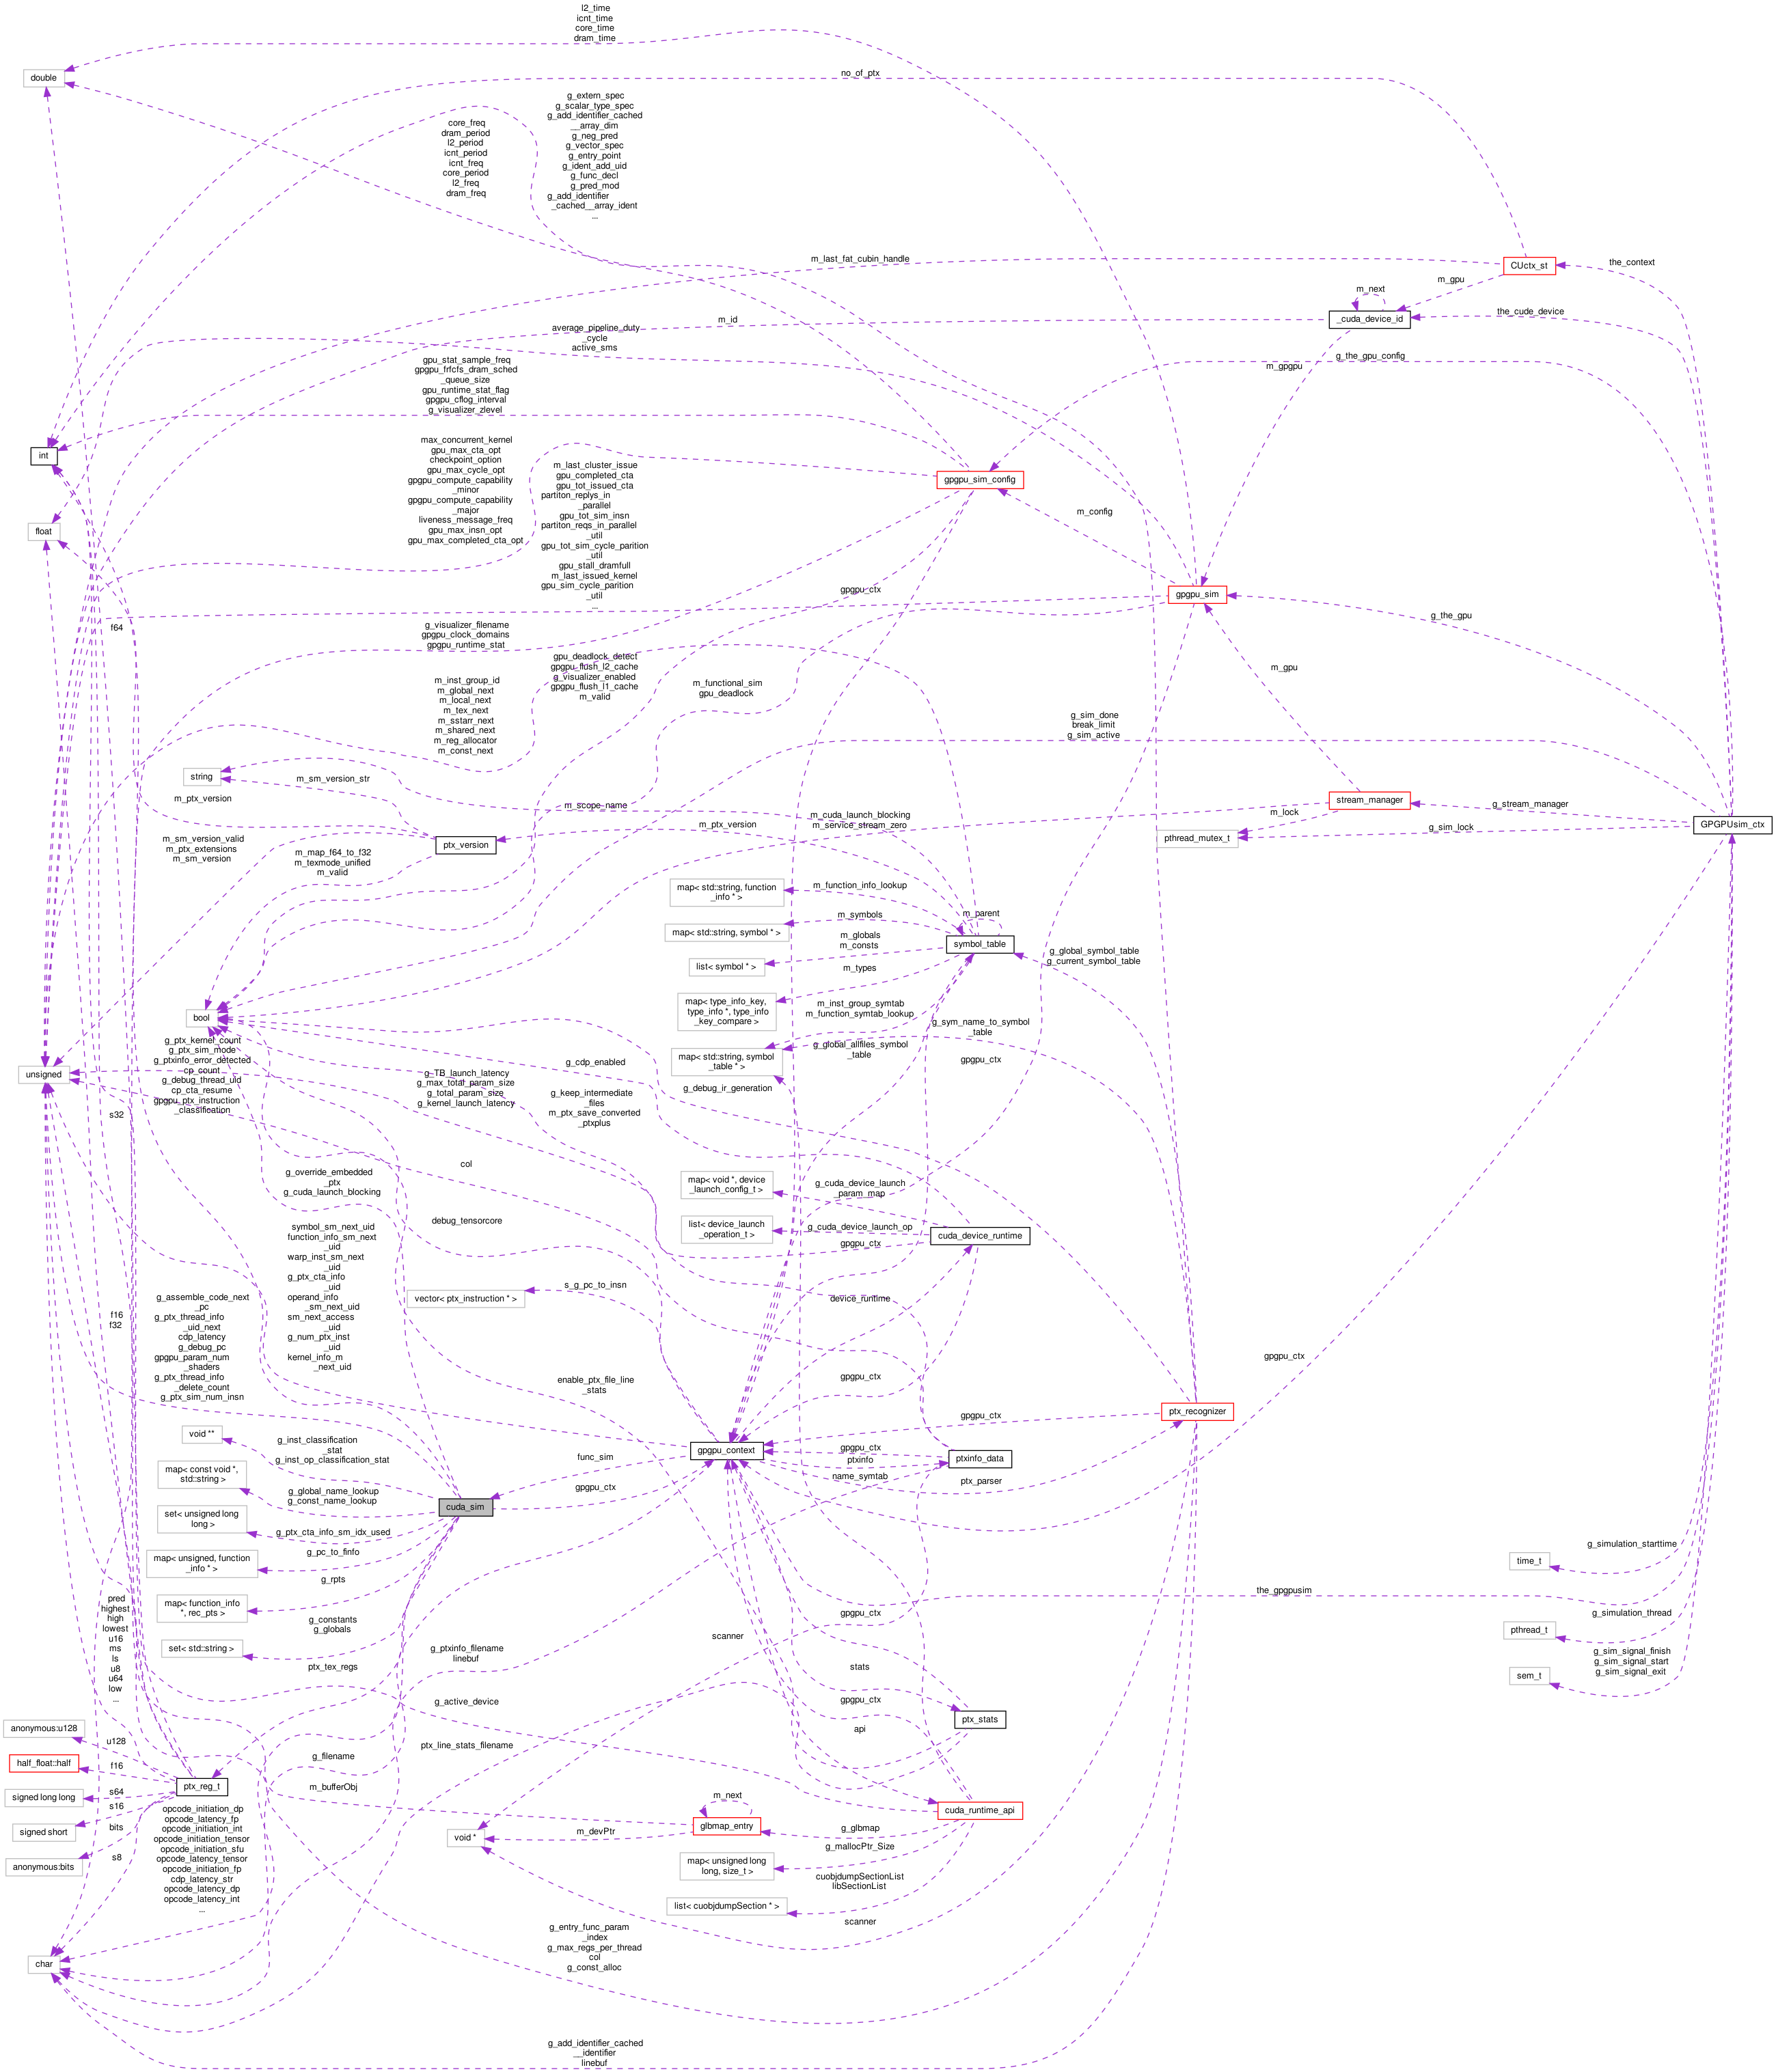 l2_time
icnt_time
core_time
dram_time
double
no_of_ptx
g_extern_spec
g_scalar_type_spec
g_add_identifier_cached
__array_dim
g_neg_pred
g_vector_spec
g_entry_point
g_ident_add_uid
g_func_decl
g_pred_mod
g_add_identifier
_cached__array_ident
...
core_freq
dram_period
l2_period
icnt_period
icnt_freq
core_period
l2_freq
dram_freq
m_last_fat_cubin_handle
CUctx_st
the_context
m_gpu
m_next
_cuda_device_id
the_cude_device
m_id
average_pipeline_duty
_cycle
active_sms
g_the_gpu_config
m_gpgpu
gpu_stat_sample_freq
gpgpu_frfcfs_dram_sched
_queue_size
gpu_runtime_stat_flag
gpgpu_cflog_interval
g_visualizer_zlevel
int
max_concurrent_kernel
gpu_max_cta_opt
checkpoint_option
gpu_max_cycle_opt
gpgpu_compute_capability
_minor
gpgpu_compute_capability
_major
liveness_message_freq
gpu_max_insn_opt
gpu_max_completed_cta_opt
m_last_cluster_issue
gpu_completed_cta
gpu_tot_issued_cta
partiton_replys_in
_parallel
gpu_tot_sim_insn
partiton_reqs_in_parallel
_util
gpu_tot_sim_cycle_parition
_util
gpu_stall_dramfull
m_last_issued_kernel
gpu_sim_cycle_parition
_util
...
gpgpu_sim_config
m_config
float
gpgpu_ctx
gpgpu_sim
g_the_gpu
f64
g_visualizer_filename
gpgpu_clock_domains
gpgpu_runtime_stat
gpu_deadlock_detect
gpgpu_flush_l2_cache
g_visualizer_enabled
gpgpu_flush_l1_cache
m_valid
m_inst_group_id
m_global_next
m_local_next
m_tex_next
m_sstarr_next
m_shared_next
m_reg_allocator
m_const_next
m_functional_sim
gpu_deadlock
m_gpu
g_sim_done
break_limit
g_sim_active
string
m_sm_version_str
m_ptx_version
m_scope_name
m_cuda_launch_blocking
m_service_stream_zero
stream_manager
g_stream_manager
m_lock
g_sim_lock
pthread_mutex_t
GPGPUsim_ctx
m_sm_version_valid
m_ptx_extensions
m_sm_version
ptx_version
m_ptx_version
m_map_f64_to_f32
m_texmode_unified
m_valid
map< std::string, function
_info * >
m_function_info_lookup
m_parent
map< std::string, symbol * >
m_symbols
symbol_table
m_globals
m_consts
list< symbol * >
m_types
map< type_info_key,
type_info *, type_info
_key_compare >
g_global_symbol_table
g_current_symbol_table
m_inst_group_symtab
m_function_symtab_lookup
bool
g_sym_name_to_symbol
_table
g_global_allfiles_symbol
_table
map< std::string, symbol
_table * >
gpgpu_ctx
unsigned
g_ptx_kernel_count
g_ptx_sim_mode
g_ptxinfo_error_detected
cp_count
g_debug_thread_uid
cp_cta_resume
gpgpu_ptx_instruction
_classification
g_cdp_enabled
g_debug_ir_generation
g_TB_launch_latency
g_max_total_param_size
g_total_param_size
g_kernel_launch_latency
g_keep_intermediate
_files
m_ptx_save_converted
_ptxplus
s32
col
g_override_embedded
_ptx
g_cuda_launch_blocking
map< void *, device
_launch_config_t >
g_cuda_device_launch
_param_map
list< device_launch
_operation_t >
g_cuda_device_launch_op
gpgpu_ctx
cuda_device_runtime
debug_tensorcore
symbol_sm_next_uid
function_info_sm_next
_uid
warp_inst_sm_next
_uid
g_ptx_cta_info
_uid
operand_info
_sm_next_uid
sm_next_access
_uid
g_num_ptx_inst
_uid
kernel_info_m
_next_uid
g_assemble_code_next
_pc
g_ptx_thread_info
_uid_next
cdp_latency
g_debug_pc
gpgpu_param_num
_shaders
g_ptx_thread_info
_delete_count
g_ptx_sim_num_insn
f16
f32
vector< ptx_instruction * >
s_g_pc_to_insn
device_runtime
gpgpu_ctx
enable_ptx_file_line
_stats
gpgpu_ctx
ptx_recognizer
gpgpu_ctx
void **
g_inst_classification
_stat
g_inst_op_classification_stat
func_sim
gpgpu_context
gpgpu_ctx
ptxinfo
ptxinfo_data
name_symtab
ptx_parser
map< const void *,
std::string >
g_global_name_lookup
g_const_name_lookup
cuda_sim
gpgpu_ctx
set< unsigned long
long >
g_ptx_cta_info_sm_idx_used
map< unsigned, function
_info * >
g_pc_to_finfo
map< function_info
*, rec_pts >
g_rpts
set< std::string >
g_constants
g_globals
time_t
g_simulation_starttime
the_gpgpusim
pthread_t
g_simulation_thread
sem_t
g_sim_signal_finish
g_sim_signal_start
g_sim_signal_exit
pred
highest
high
lowest
u16
ms
ls
u8
u64
low
...
ptx_tex_regs
g_ptxinfo_filename
linebuf
scanner
gpgpu_ctx
stats
gpgpu_ctx
api
ptx_stats
g_active_device
anonymous:u128
u128
half_float::half
f16
ptx_reg_t
signed long long
s64
signed short
s16
anonymous:bits
bits
s8
g_filename
ptx_line_stats_filename
m_bufferObj
m_next
glbmap_entry
g_glbmap
cuda_runtime_api
void *
m_devPtr
g_mallocPtr_Size
map< unsigned long
long, size_t >
cuobjdumpSectionList
libSectionList
list< cuobjdumpSection * >
scanner
opcode_initiation_dp
opcode_latency_fp
opcode_initiation_int
opcode_initiation_tensor
opcode_initiation_sfu
opcode_latency_tensor
opcode_initiation_fp
cdp_latency_str
opcode_latency_dp
opcode_latency_int
...
char
g_entry_func_param
_index
g_max_regs_per_thread
col
g_const_alloc
g_add_identifier_cached
__identifier
linebuf